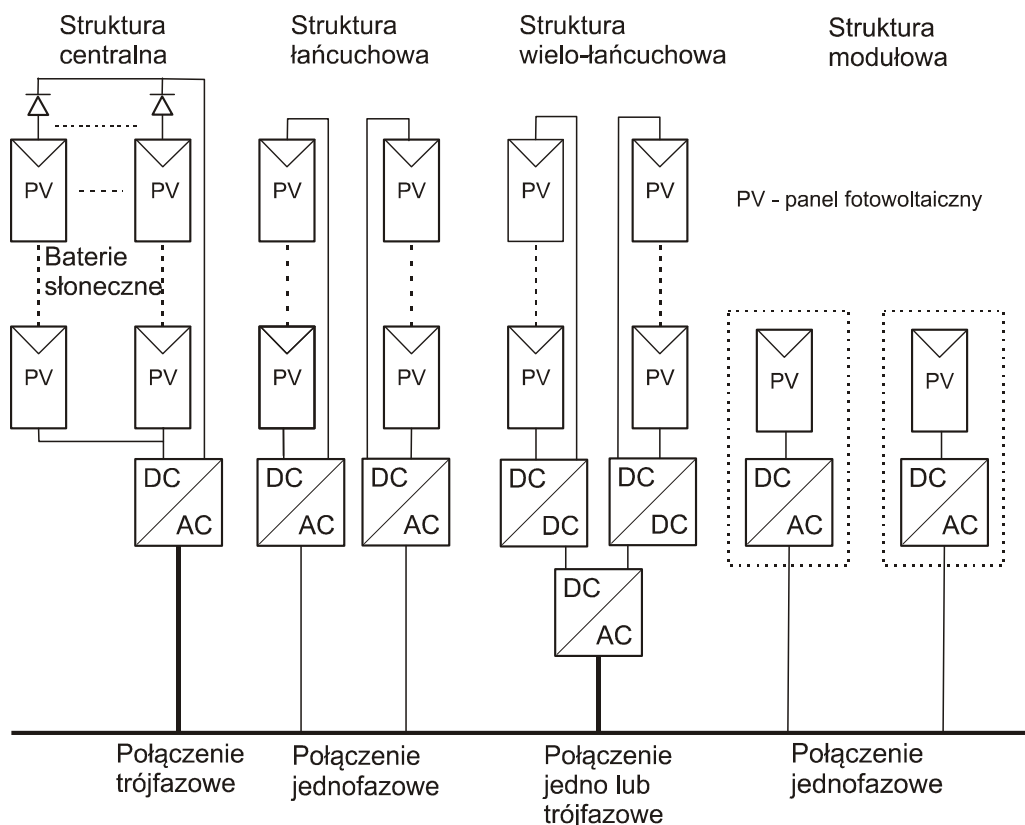 Struktura
centralna
Struktura
łańcuchowa
Struktura
wielo-łańcuchowa
Struktura
modułowa
PV
PV
PV
PV
PV
PV
PV - panel fotowoltaiczny
Baterie
słoneczne
PV
PV
PV
PV
PV
PV
PV
PV
DC
AC
DC
AC
DC
AC
DC
DC
DC
DC
DC
AC
DC
AC
DC
AC
Połączenie
trójfazowe
Połączenie
jednofazowe
Połączenie
jedno lub
trójfazowe
Połączenie
jednofazowe